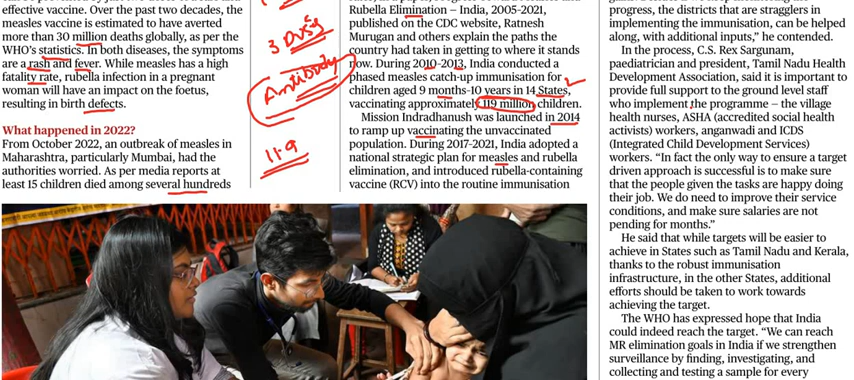 effective vaccine. Over the past two decades, the
measles vaccine is estimated to have averted
more than 30 million deaths globally, as per the
WHO's statistics. In both diseases, the symptoms
are a rash and fever. While measles has a high
fatality rate, rubella infection in a pregnant
woman will have an impact on the foetus,
resulting in birth defects.
What happened in 2022?
From October 2022, an outbreak of measles in
Maharashtra, particularly Mumbai, had the
authorities worried. As per media reports at
least 15 children died among several hundreds
3 Dose
Antibody
11.9
Rubella Elimination – India, 2005-2021,
published on the CDC website, Ratnesh
Murugan and others explain the paths the
country had taken in getting to where it stands
now. During 2010-2013, India conducted a
phased measles catch-up immunisation for
children aged 9 months-10 years in 14 States,
vaccinating approximately 119 million children.
Mission Indradhanush was launched in 2014
to ramp up vaccinating the unvaccinated
population. During 2017-2021, India adopted a
national strategic plan for measles and rubella
elimination, and introduced rubella-containing
vaccine (RCV) into the routine immunisation
progress in the districts that are stragglers in
implementing the immunisation, can be helped
along, with additional inputs," he contended.
In the process, C.S. Rex Sargunam,
paediatrician and president, Tamil Nadu Health
Development Association, said it is important to
provide full support to the ground level staff
who implement the programme – the village
health nurses, ASHA (accredited social health
activists) workers, anganwadi and ICDS
(Integrated Child Development Services)
workers. "In fact the only way to ensure a target
driven approach is successful is to make sure
that the people given the tasks are happy doing
their job. We do need to improve their service
conditions, and make sure salaries are not
pending for months."
He said that while targets will be easier to
achieve in States such as Tamil Nadu and Kerala,
thanks to the robust immunisation
infrastructure, in the other States, additional
efforts should be taken to work towards
achieving the target.
The WHO has expressed hope that India
could indeed reach the target. "We can reach
MR elimination goals in India if we strengthen
surveillance by finding, investigating, and
collecting and testing a sample for every